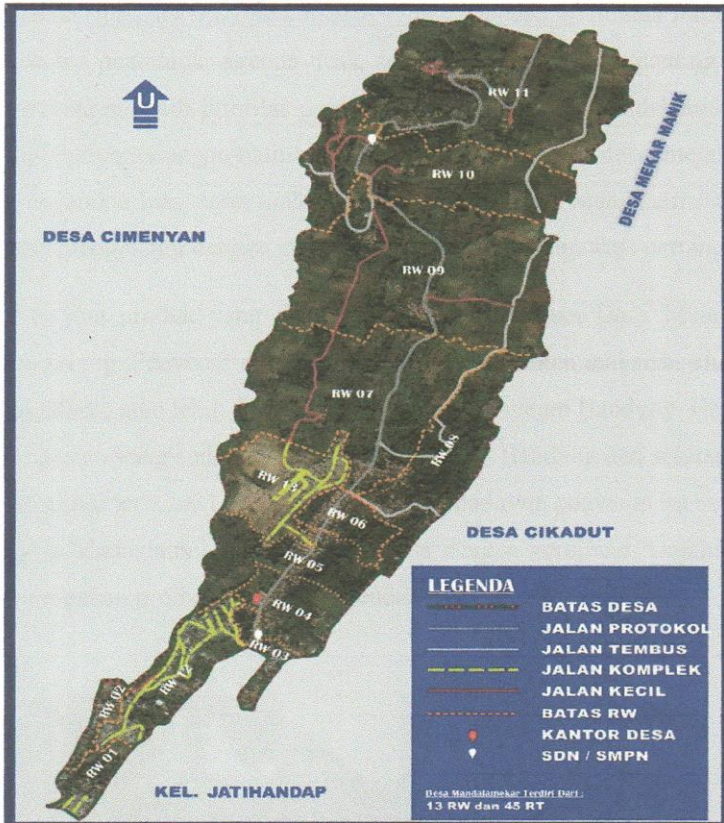 U
RW 11
DESA MEKAR MANIK
RW 10
DESA CIMENYAN
RW 09
RW 07
RW 08
RW 13
RW 06
DESA CIKADUT
RW 05
RW 04
RW 03
RW 12
RW 02
RW 01
KEL. JATIHANDAP
LEGENDA
BATAS DESA
JALAN PROTOKOL
JALAN TEMBUS
JALAN KOMPLEK
JALAN KECIL
BATAS RW
KANTOR DESA
SDN / SMPN
Desa Mandalamekar Terdiri Dari :
13 RW dan 45 RT